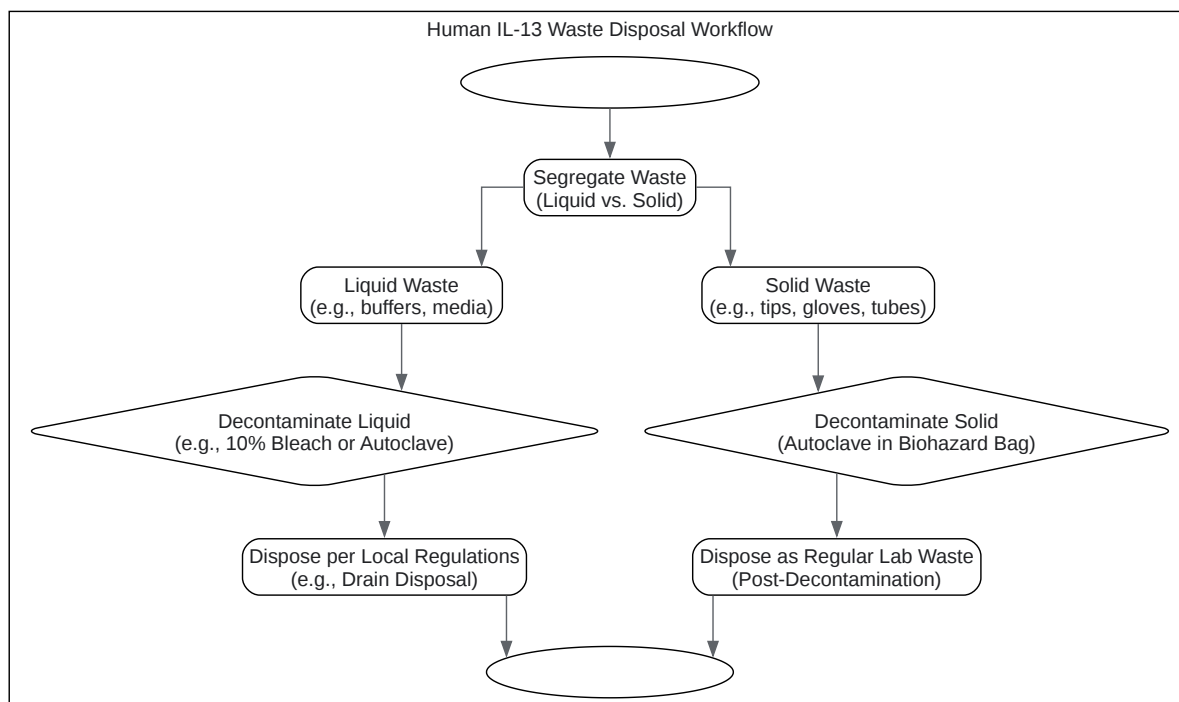 Human IL-13 Waste Disposal Workflow
Segregate Waste
(Liquid vs. Solid)
Liquid Waste
(e.g., buffers, media)
Solid Waste
(e.g., tips, gloves, tubes)
Decontaminate Liquid
(e.g., 10% Bleach or Autoclave)
Decontaminate Solid
(Autoclave in Biohazard Bag)
Dispose per Local Regulations
(e.g., Drain Disposal)
Dispose as Regular Lab Waste
(Post-Decontamination)